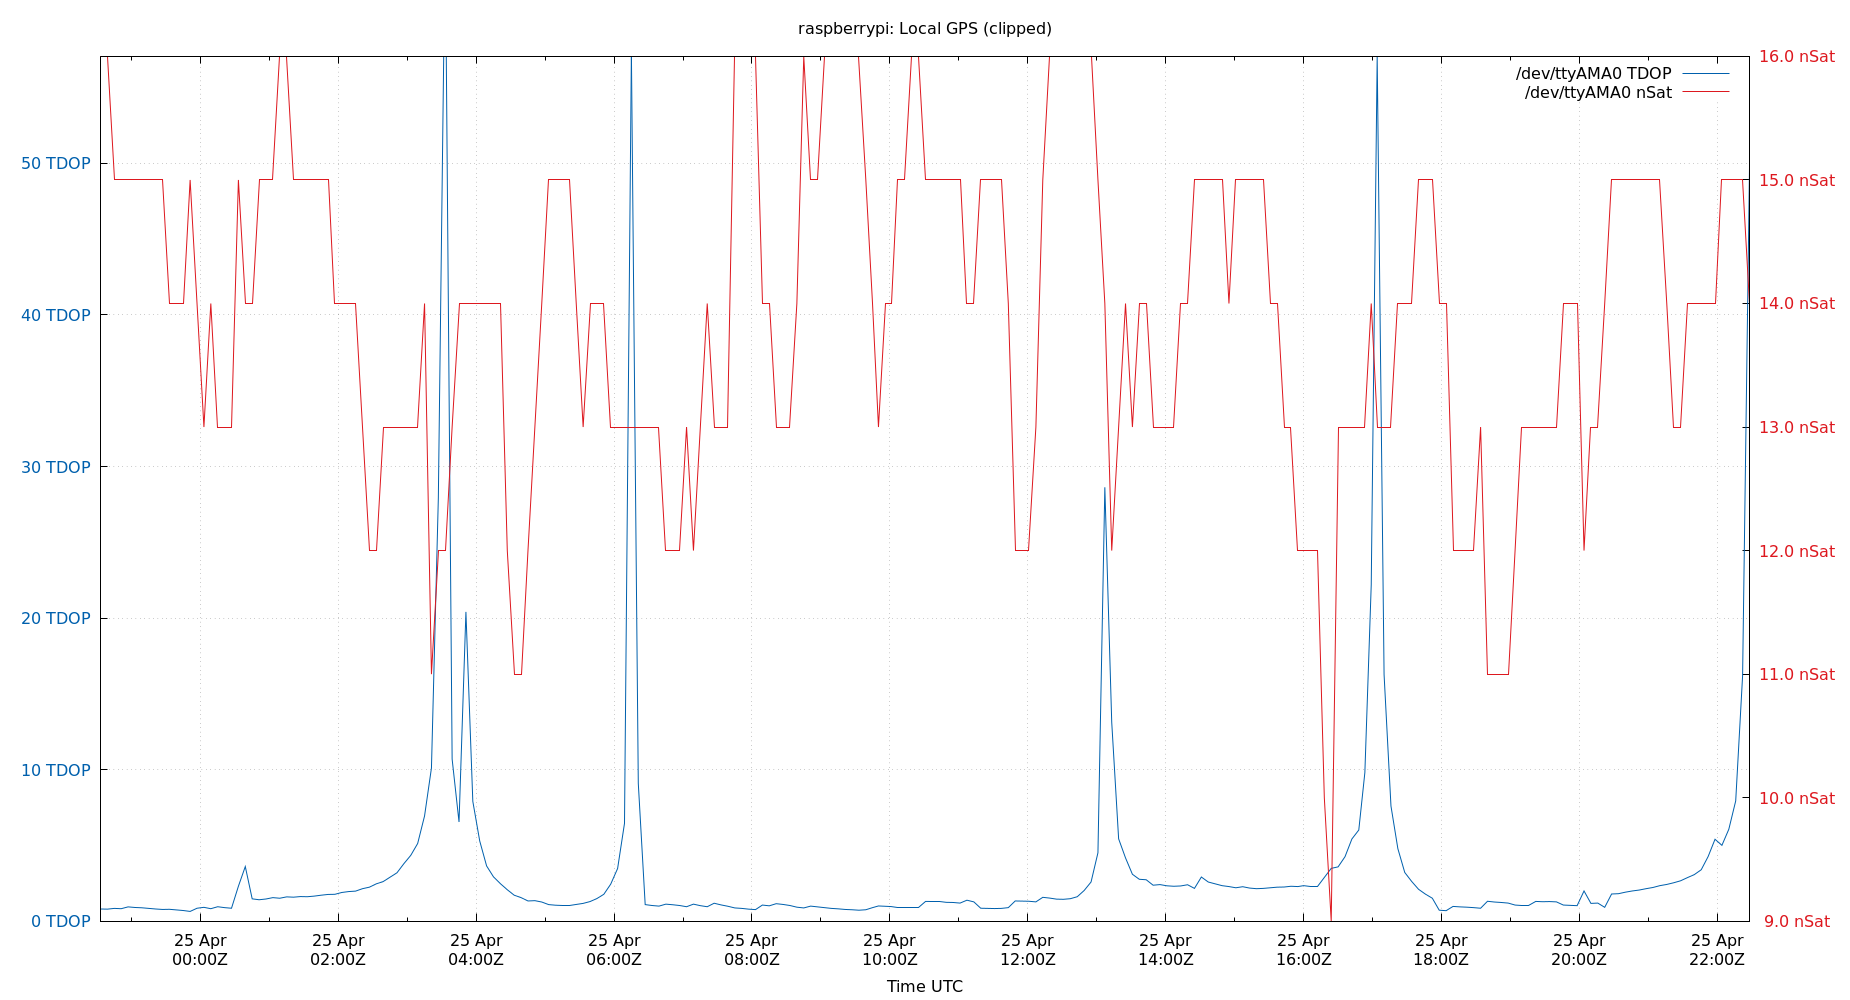 raspberrypi: Local GPS (clipped)
/dev/ttyAMA0 TDOP
/dev/ttyAMA0 nSat
50 TDOP
40 TDOP
30 TDOP
20 TDOP
10 TDOP
0 TDOP
16.0 nSat
15.0 nSat
14.0 nSat
13.0 nSat
12.0 nSat
11.0 nSat
10.0 nSat
9.0 nSat
25 Apr 25 Apr 25 Apr 25 Apr 25 Apr 25 Apr 25 Apr 25 Apr 25 Apr 25 Apr 25 Apr 25 Apr
00:00Z 02:00Z 04:00Z 06:00Z 08:00Z 10:00Z 12:00Z 14:00Z 16:00Z 18:00Z 20:00Z 22:00Z
Time UTC